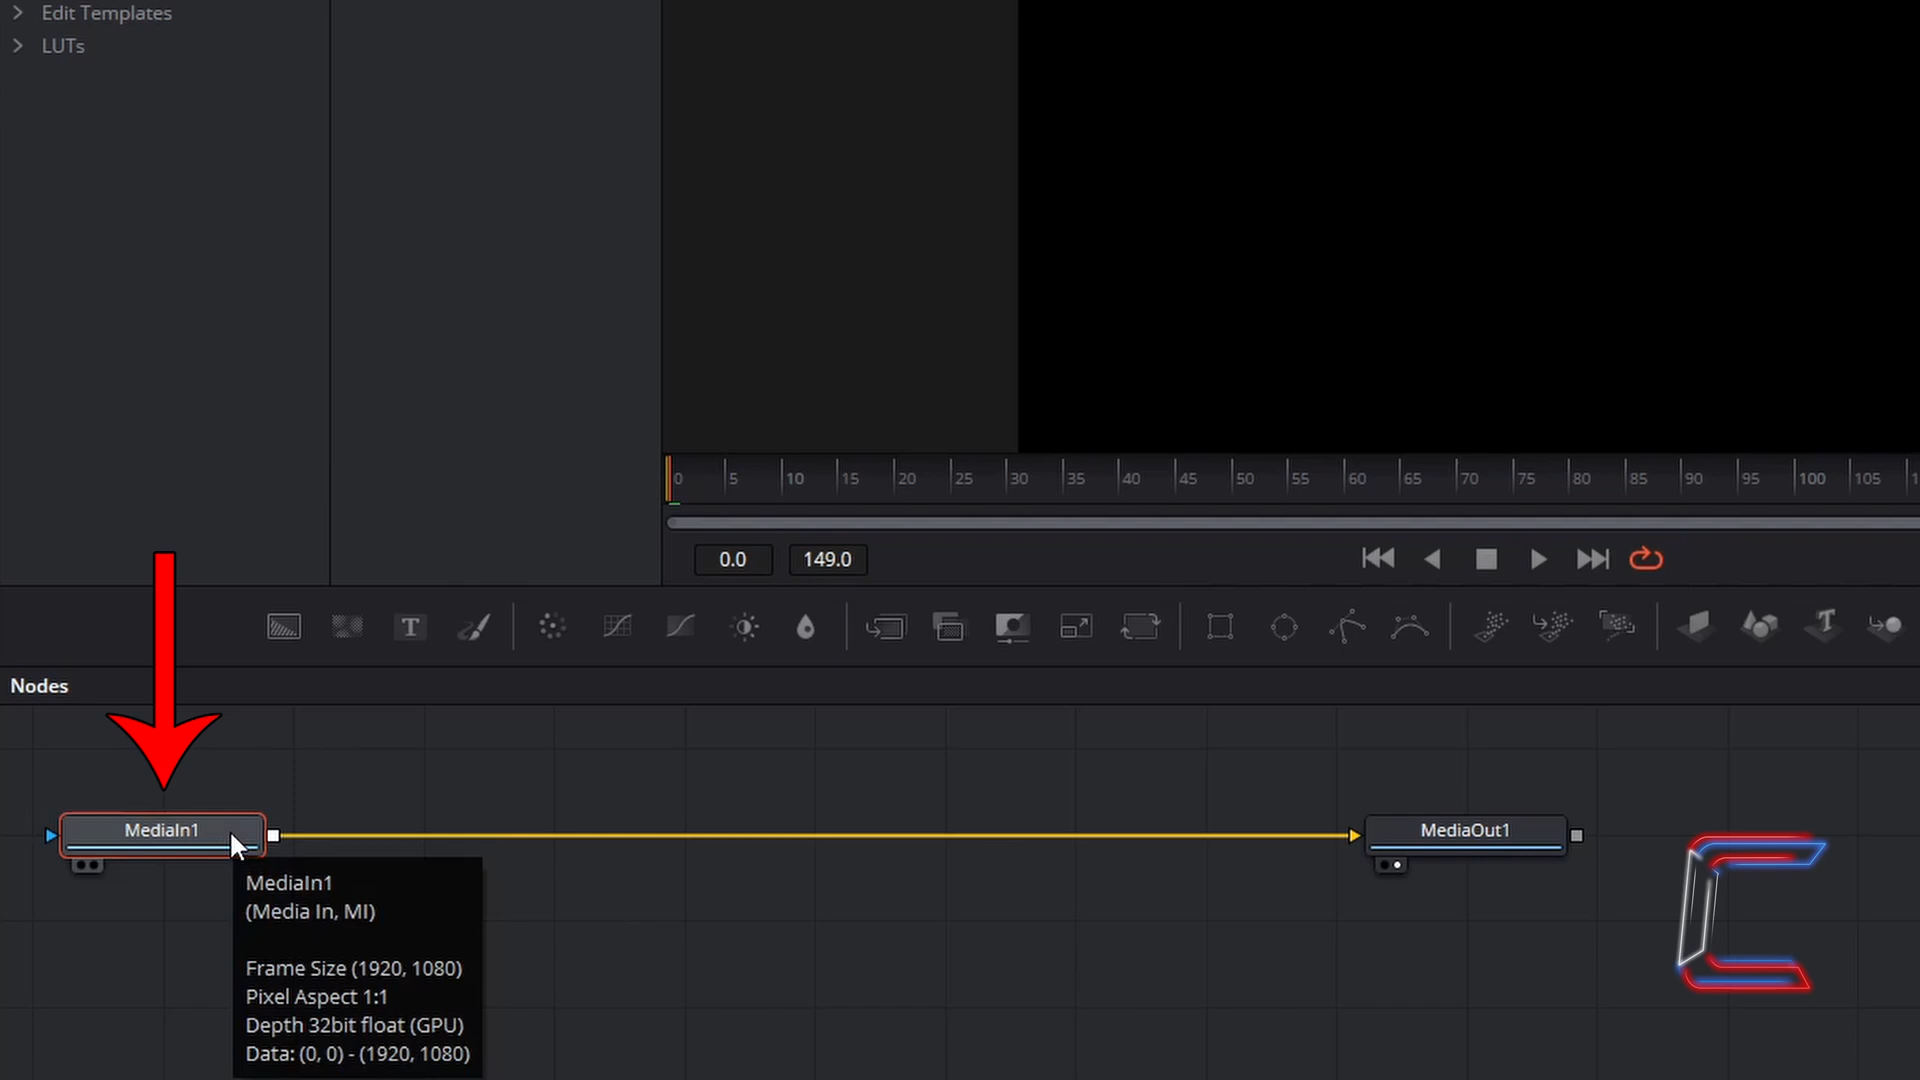 Edit Templates
LUTs
0 5 10 15 20 25 30 35 40 45 50 55 60 65 70 75 80 85 90 95 100 105
0.0 149.0
Nodes
MediaIn1
MediaOut1
MediaIn1
(Media In, MI)
Frame Size (1920, 1080)
Pixel Aspect 1:1
Depth 32bit float (GPU)
Data: (0, 0) - (1920, 1080)